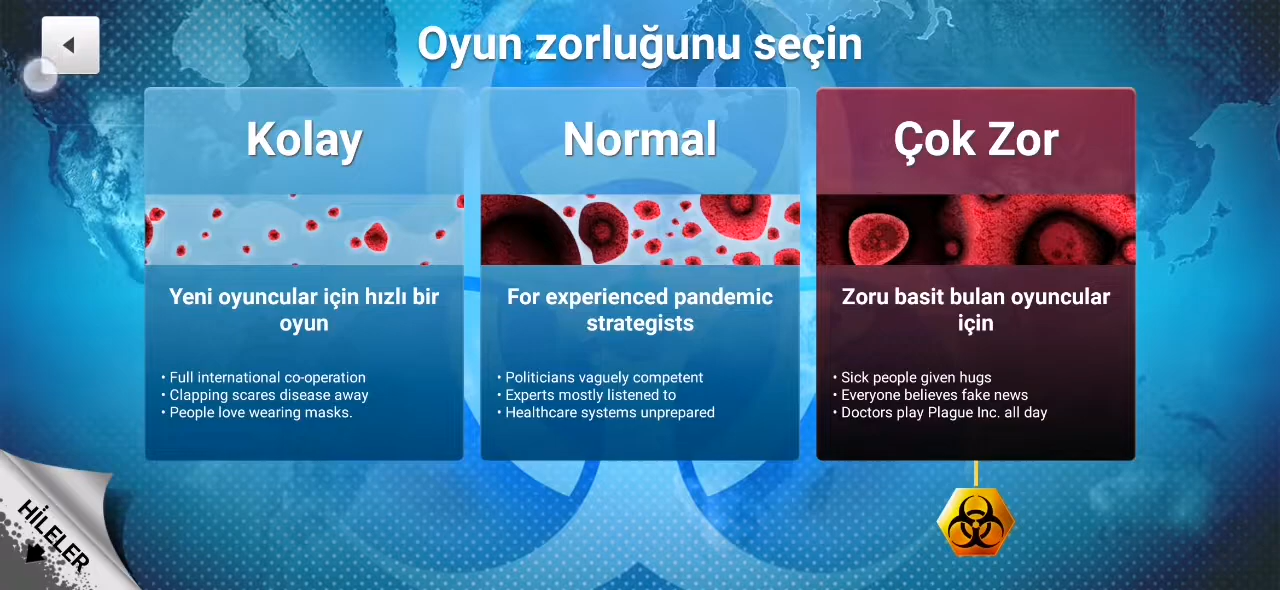 Oyun zorluğunu seçin
Kolay
Yeni oyuncular için hızlı bir
oyun
• Full international co-operation
• Clapping scares disease away
• People love wearing masks.
Normal
For experienced pandemic
strategists
• Politicians vaguely competent
• Experts mostly listened to
• Healthcare systems unprepared
Çok Zor
Zoru basit bulan oyuncular
için
• Sick people given hugs
• Everyone believes fake news
• Doctors play Plague Inc. all day
HİLELER